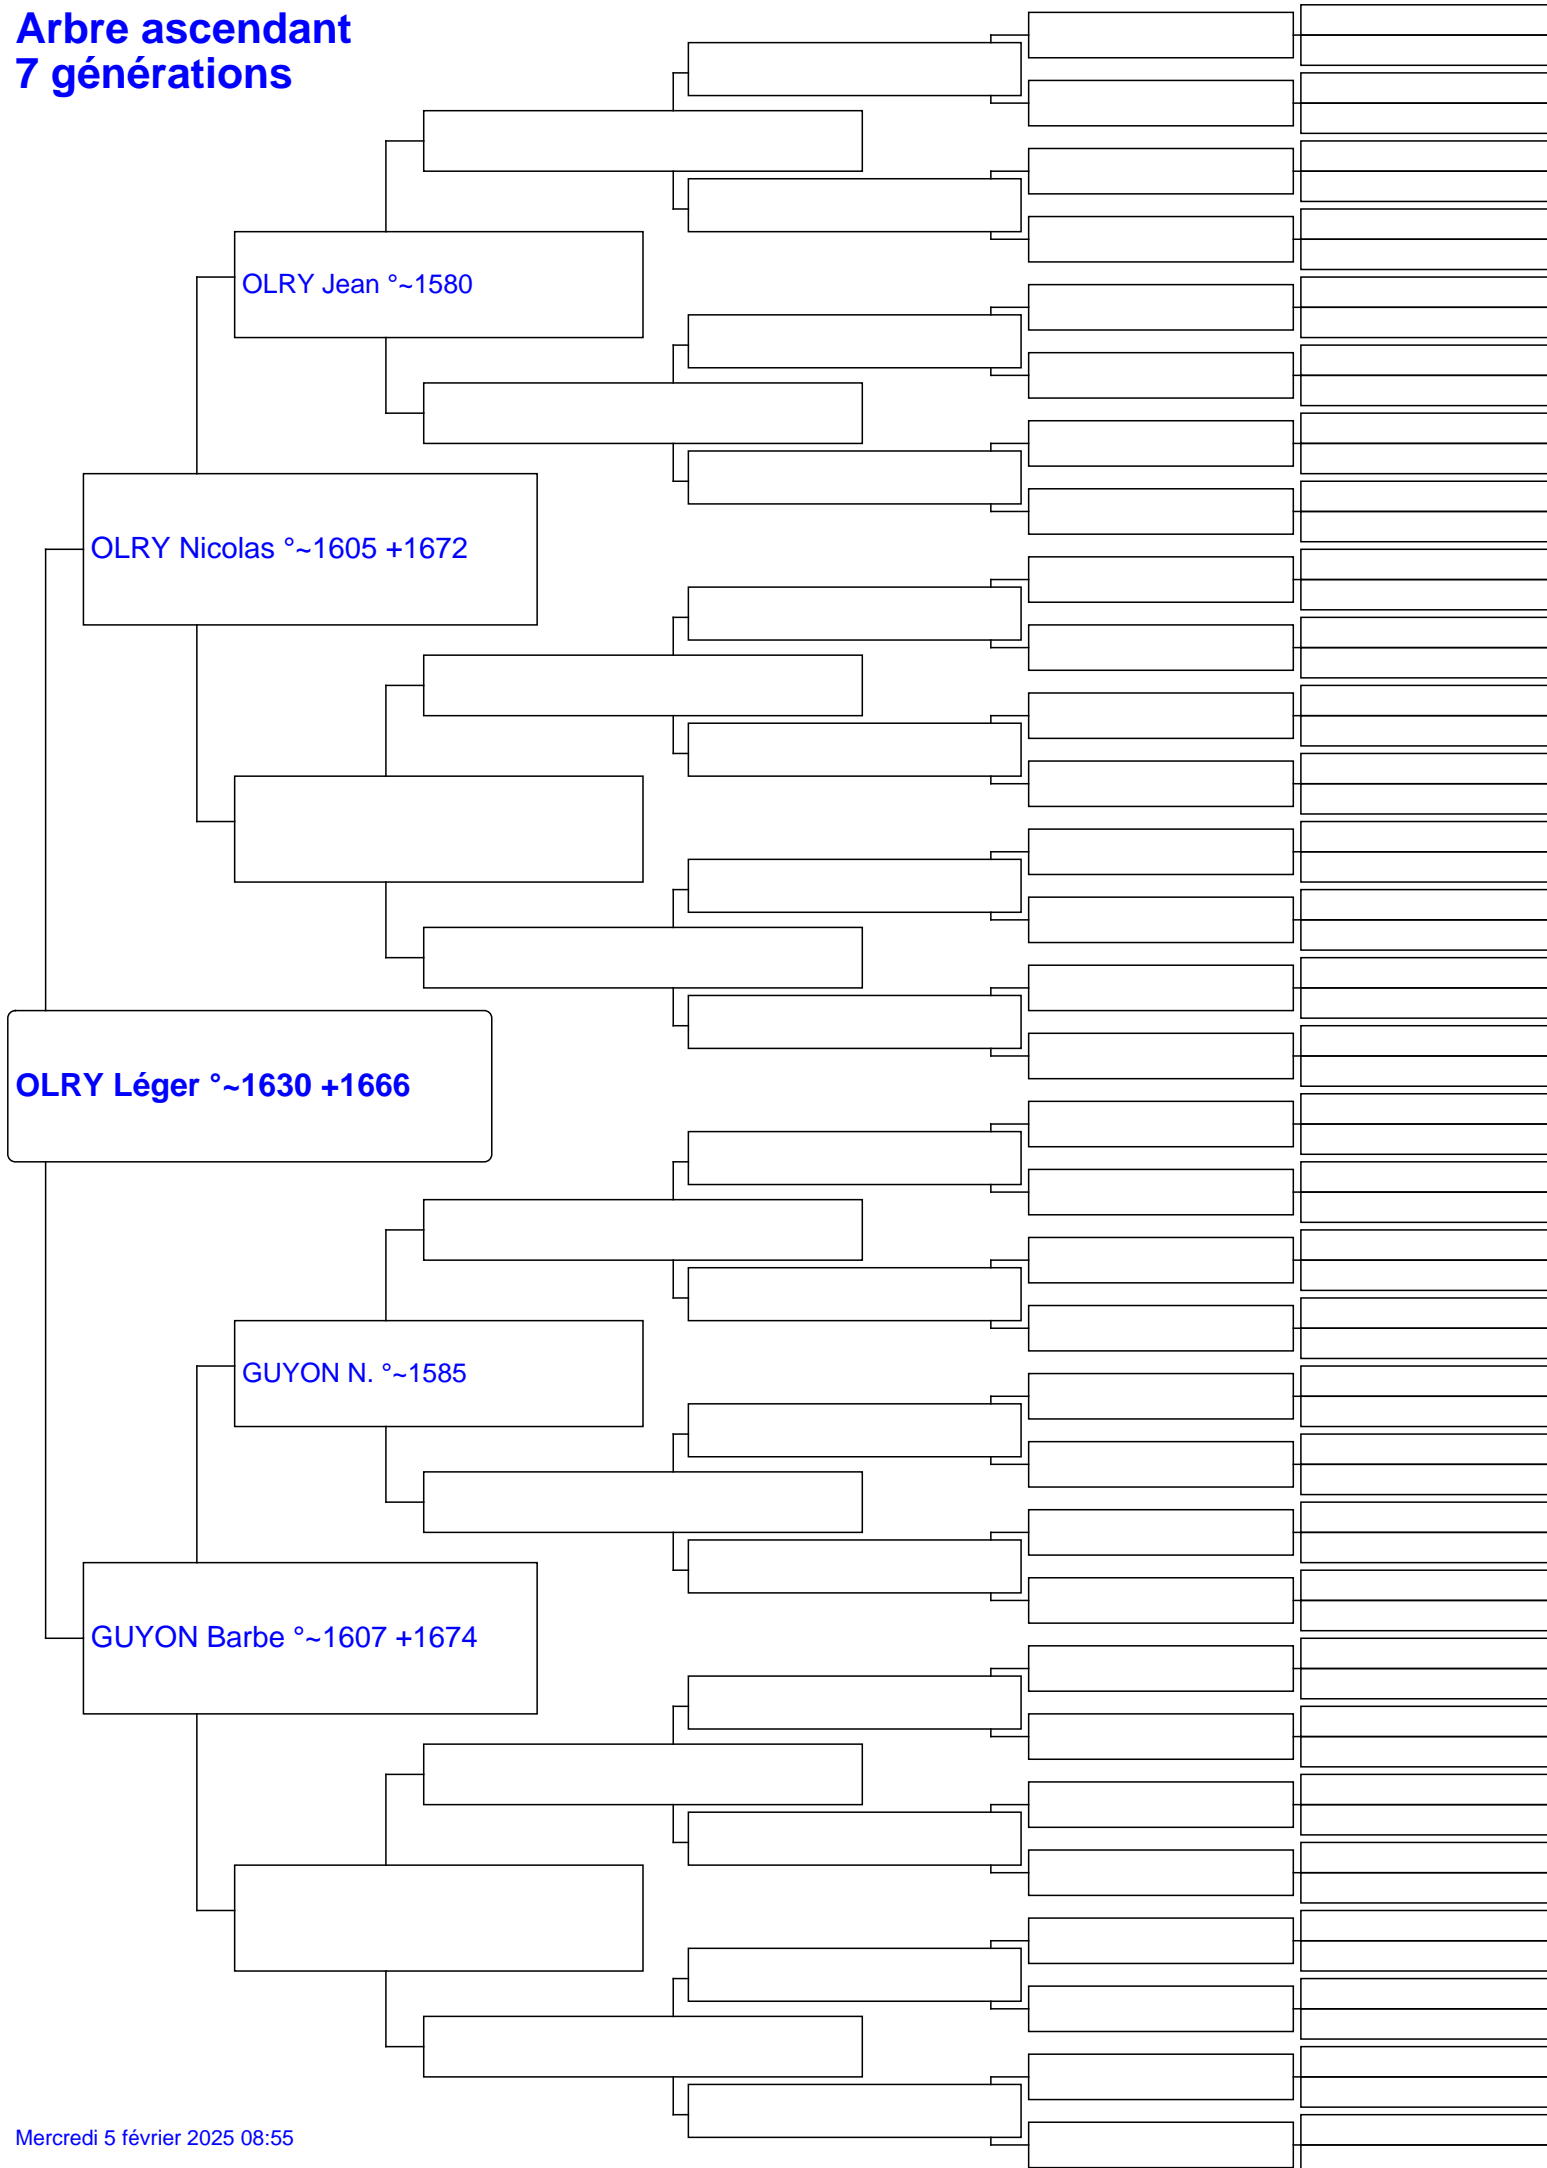 Arbre ascendant
7 générations
OLRY Jean °~1580
OLRY Nicolas °~1605 +1672
OLRY Léger °~1630 +1666
GUYON N. °~1585
GUYON Barbe °~1607 +1674
Mercredi 5 février 2025 08:55